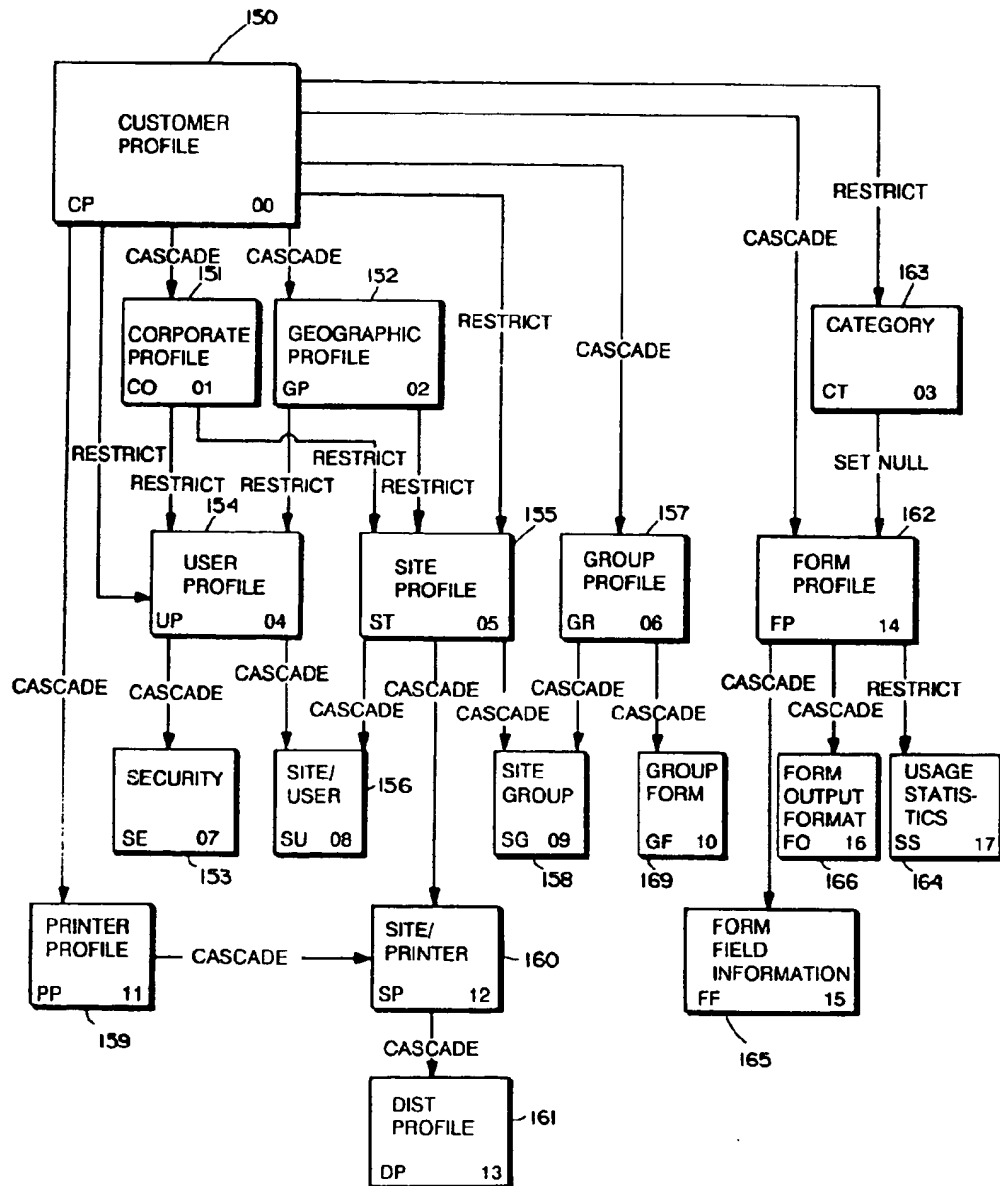 150
CUSTOMER
PROFILE
CP 00
RESTRICT
CASCADE
CASCADE CASCADE
151
152
163
CORPORATE
PROFILE
CO 01
GEOGRAPHIC
PROFILE
GP 02
RESTRICT
CASCADE
CATEGORY
CT 03
RESTRICT
RESTRICT
RESTRICT
RESTRICT
RESTRICT
SET NULL
154
155
157
162
USER
PROFILE
UP 04
SITE
PROFILE
ST 05
GROUP
PROFILE
GR 06
FORM
PROFILE
FP 14
CASCADE
CASCADE
CASCADE
CASCADE
CASCADE
CASCADE
CASCADE
CASCADE
CASCADE
CASCADE
RESTRICT
SECURITY
SE 07
153
SITE/
USER
SU 08
156
SITE
GROUP
SG 09
158
GROUP
FORM
GF 10
169
FORM
OUTPUT
FORMAT
FO 16
166
USAGE
STATIS-
TICS
SS 17
164
PRINTER
PROFILE
PP 11
159
CASCADE
SITE/
PRINTER
SP 12
160
FORM
FIELD
INFORMATION
FF 15
165
CASCADE
DIST
PROFILE
DP 13
161